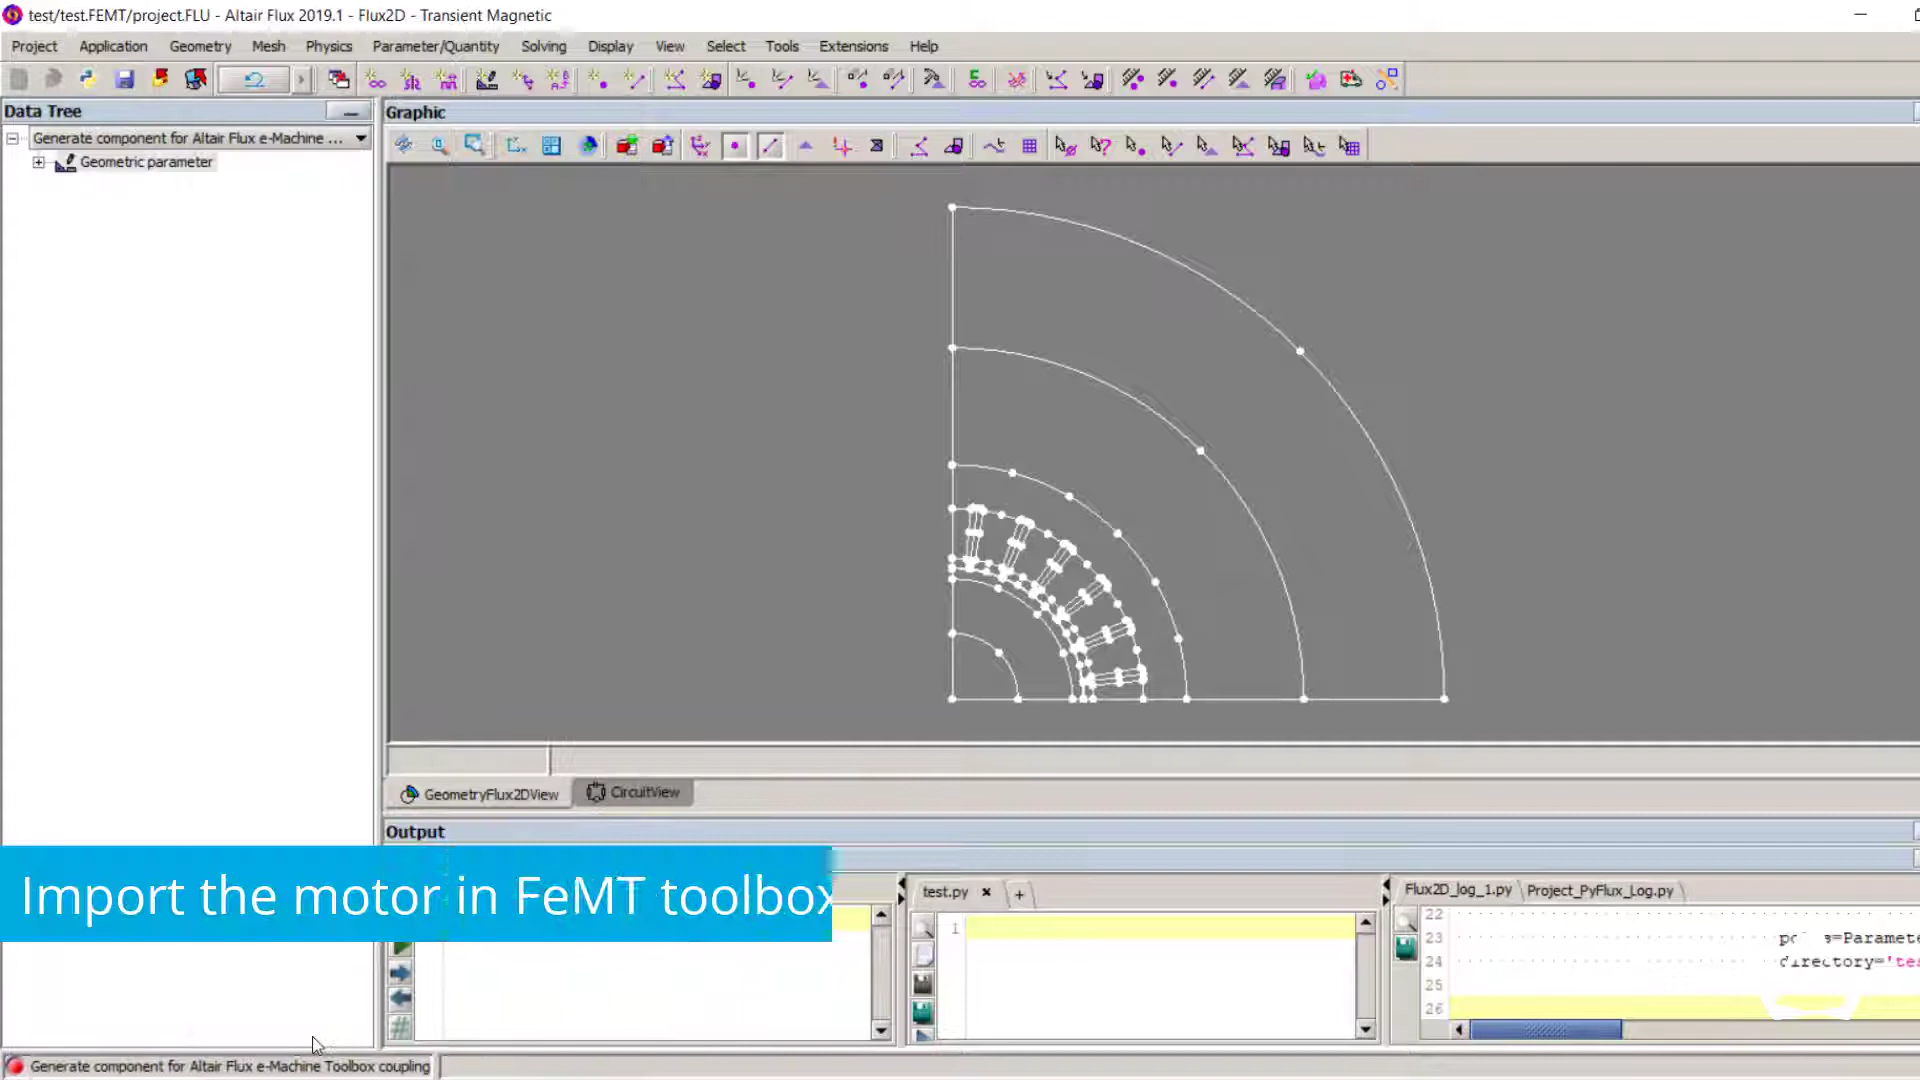 test/test.FEMT/project.FLU - Altair Flux 2019.1 - Flux2D - Transient Magnetic
Project Application Geometry Mesh Physics Parameter/Quantity Solving Display View Select Tools Extensions Help
Data Tree
Graphic
Generate component for Altair Flux e-Machine ...
Geometric parameter
GeometryFlux2DView CircuitView
Output
Import the motor in FeMT toolbox
test.py
1
Flux2D_log_1.py Project_PyFlux_Log.py
22
23
24
25
26
Generate component for Altair Flux e-Machine Toolbox coupling